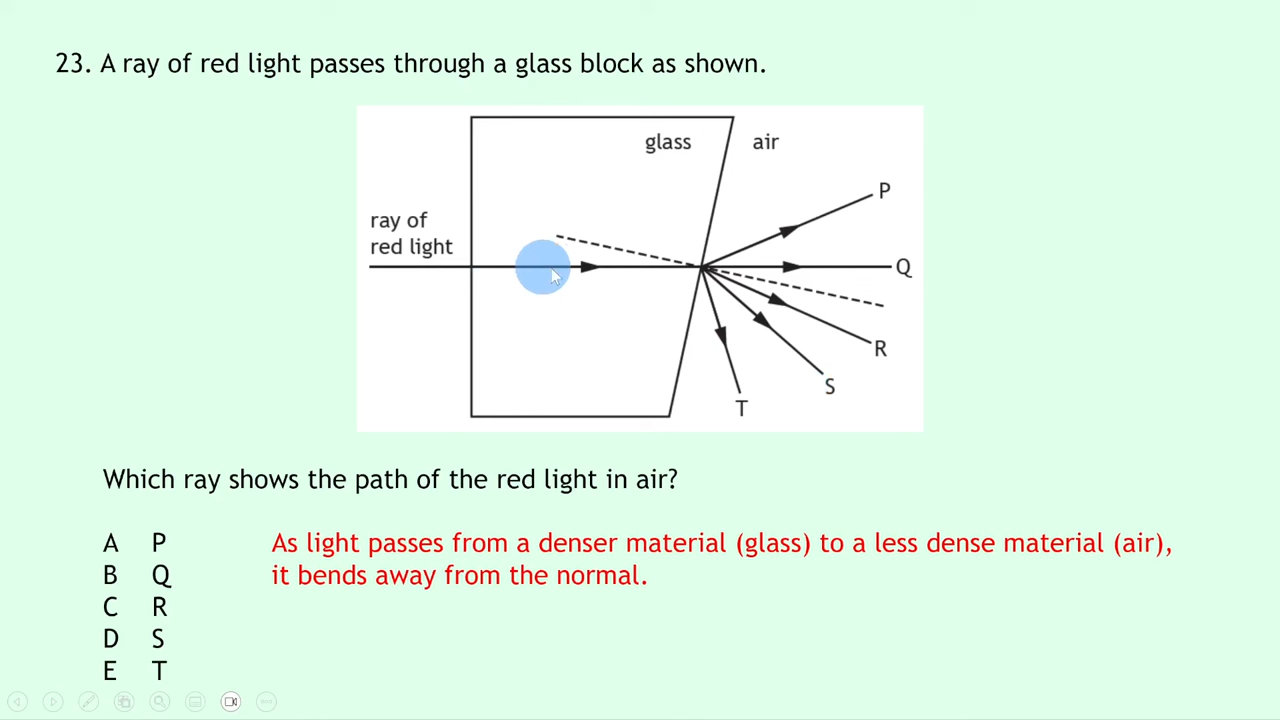 23. A ray of red light passes through a glass block as shown.
glass air
P
ray of
red light
Q
R
S
T
Which ray shows the path of the red light in air?
A P As light passes from a denser material (glass) to a less dense material (air),
B Q it bends away from the normal.
C R
D S
E T